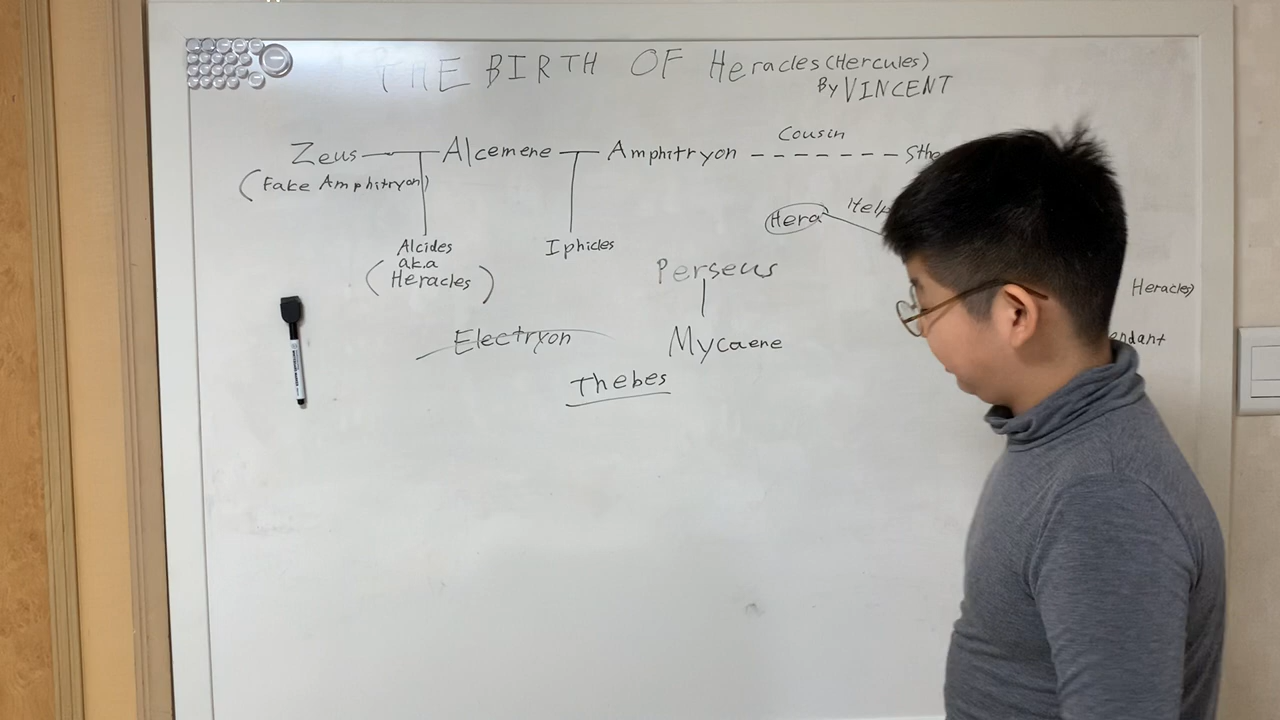 THE BIRTH OF Heracles (Hercules)
By VINCENT
Cousin
Zeus Alcemene Amphitryon
(Fake Amphitryon)
Hera
Alcides Iphicles
a.k.a
(Heracles)
Perseus
Heracles)
Electryon Mycaene
Thebes